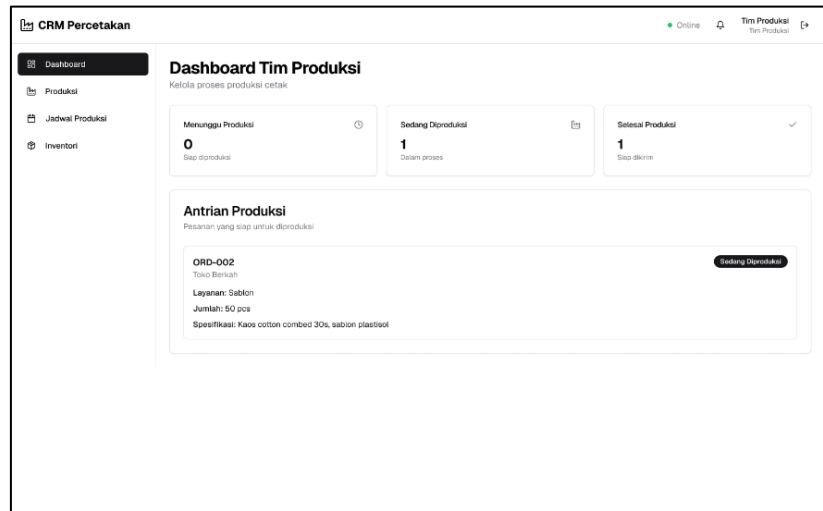 CRM Percetakan
Online
Tim Produksi
Tim Produksi
Dashboard
Produksi
Jadwal Produksi
Inventori
Dashboard Tim Produksi
Kelola proses produksi cetak
Menunggu Produksi
0
Siap diproduksi
Sedang Diproduksi
1
Dalam proses
Selesai Produksi
1
Siap dikirim
Antrian Produksi
Pesanan yang siap untuk diproduksi
ORD-002
Sedang Diproduksi
Toko Berkah
Layanan: Sablon
Jumlah: 50 pcs
Spesifikasi: Kaos cotton combed 30s, sablon plastisol